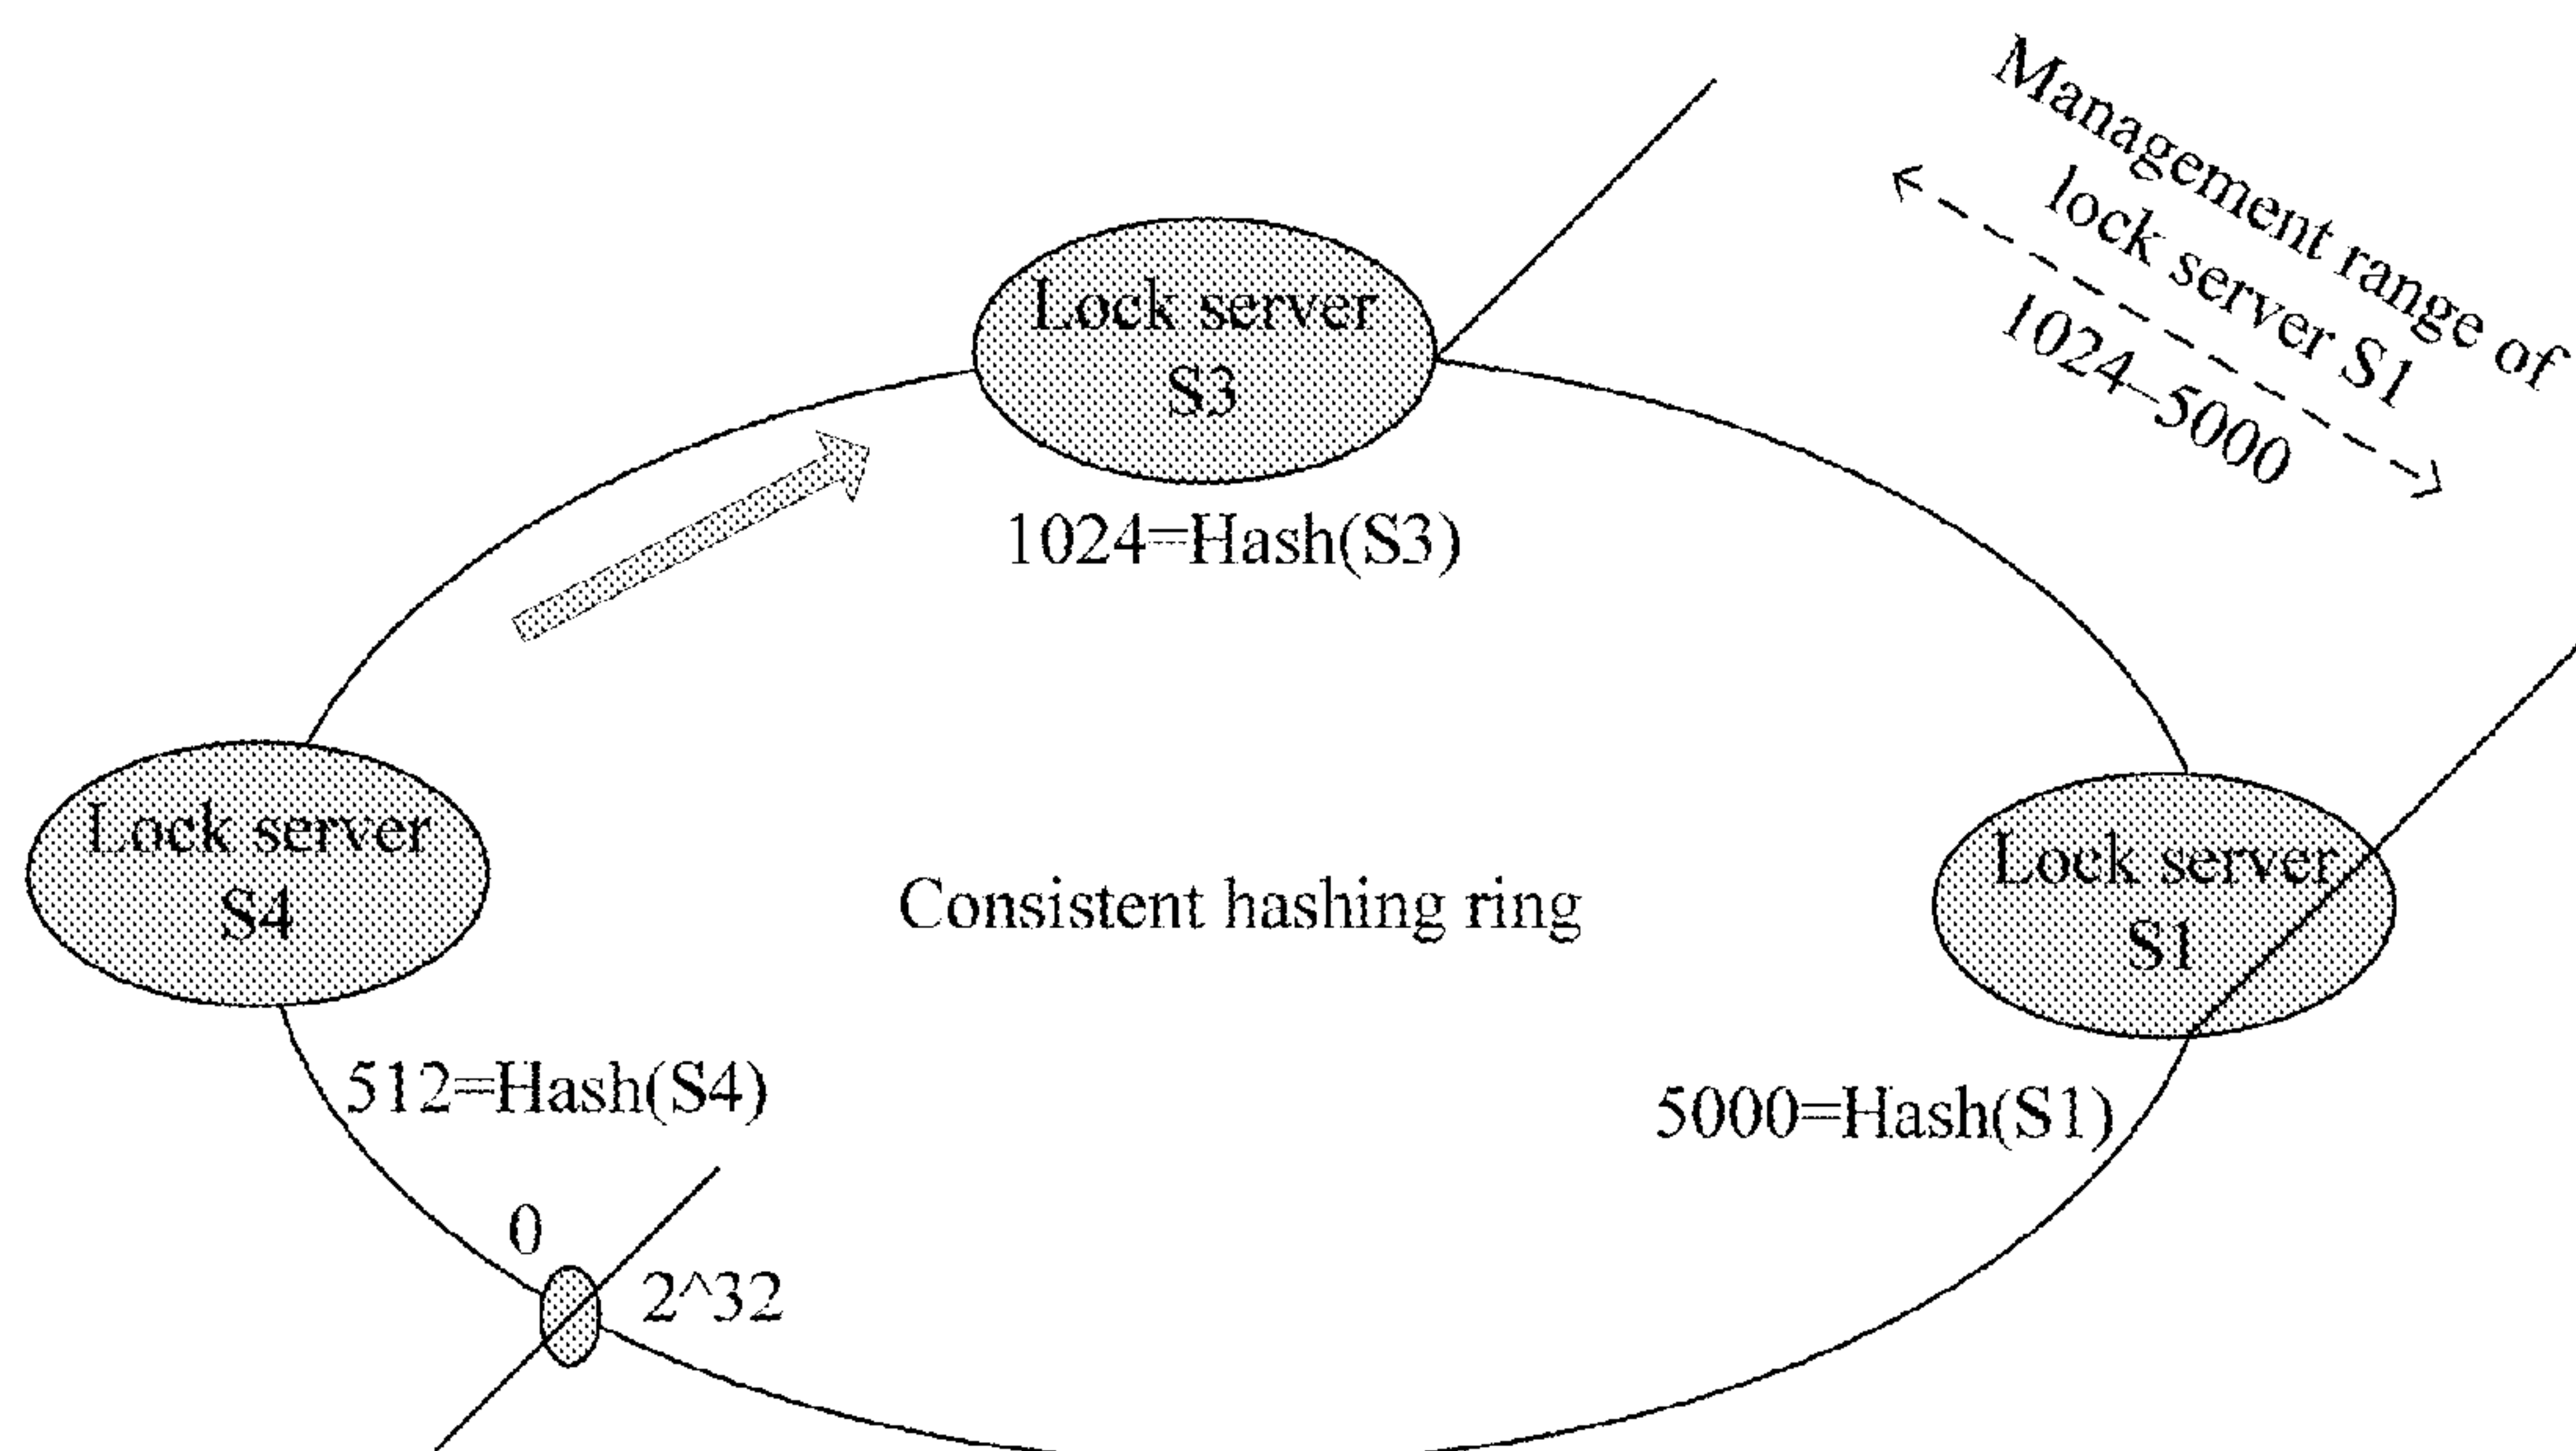 Management range of
lock server S1
1024–5000
Lock server
S3
1024=Hash(S3)
Lock server
S4
Consistent hashing ring
Lock server
S1
512=Hash(S4)
5000=Hash(S1)
0
2^32